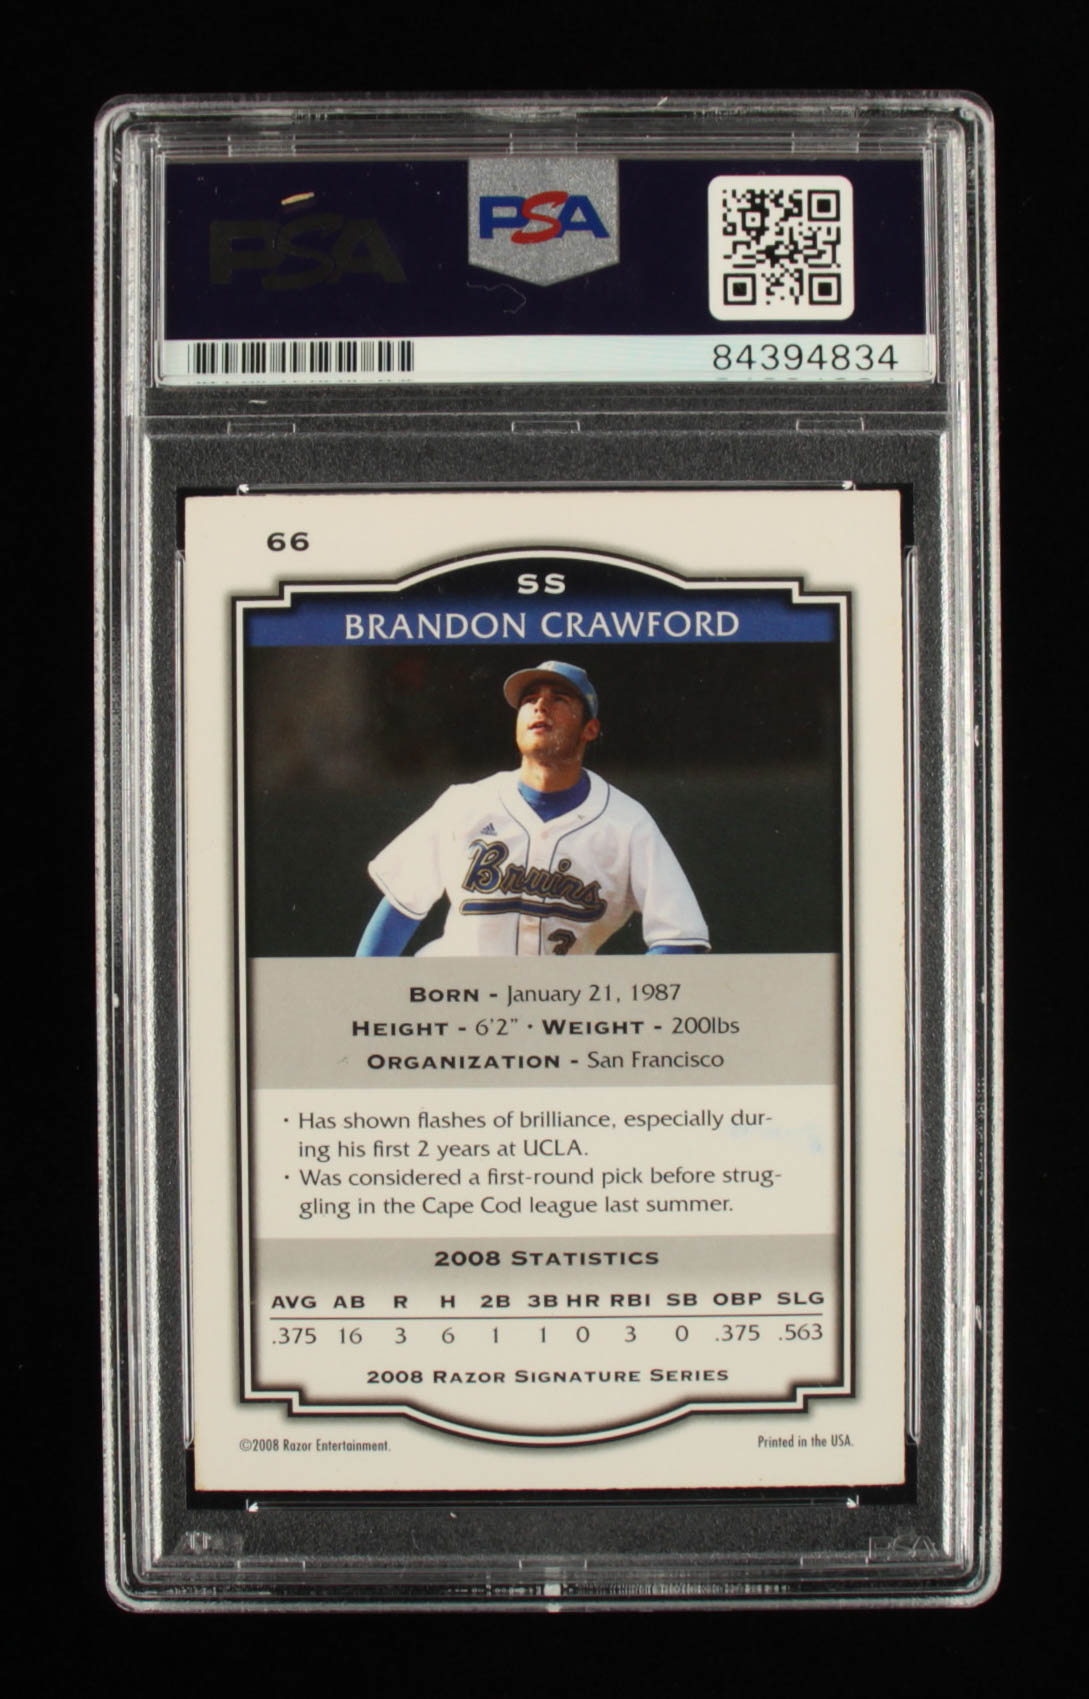 PSA
PSA
84394834
66
SS
BRANDON CRAWFORD
Bruins
3
BORN - January 21, 1987
HEIGHT - 6'2" · WEIGHT - 200lbs
ORGANIZATION - San Francisco
· Has shown flashes of brilliance, especially dur-
ing his first 2 years at UCLA.
· Was considered a first-round pick before strug-
gling in the Cape Cod league last summer.
2008 STATISTICS
AVG AB R H 2B 3B HR RBI SB OBP SLG
.375 16 3 6 1 1 0 3 0 .375 .563
2008 RAZOR SIGNATURE SERIES
©2008 Razor Entertainment.
Printed in the USA.
PSA